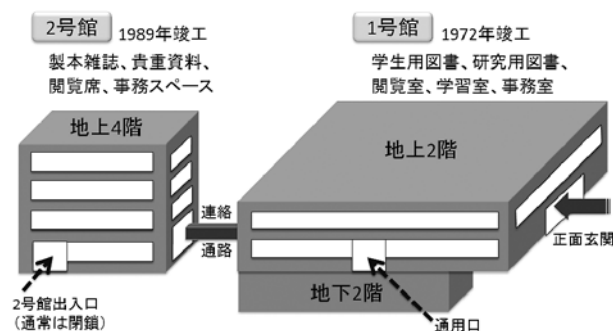 2号館 1989年竣工
製本雑誌、貴重資料、
閲覧席、事務スペース
1号館 1972年竣工
学生用図書、研究用図書、
閲覧室、学習室、事務室
地上4階
地上2階
連絡
通路
正面玄関
地下2階
2号館出入口
(通常は閉鎖)
通用口